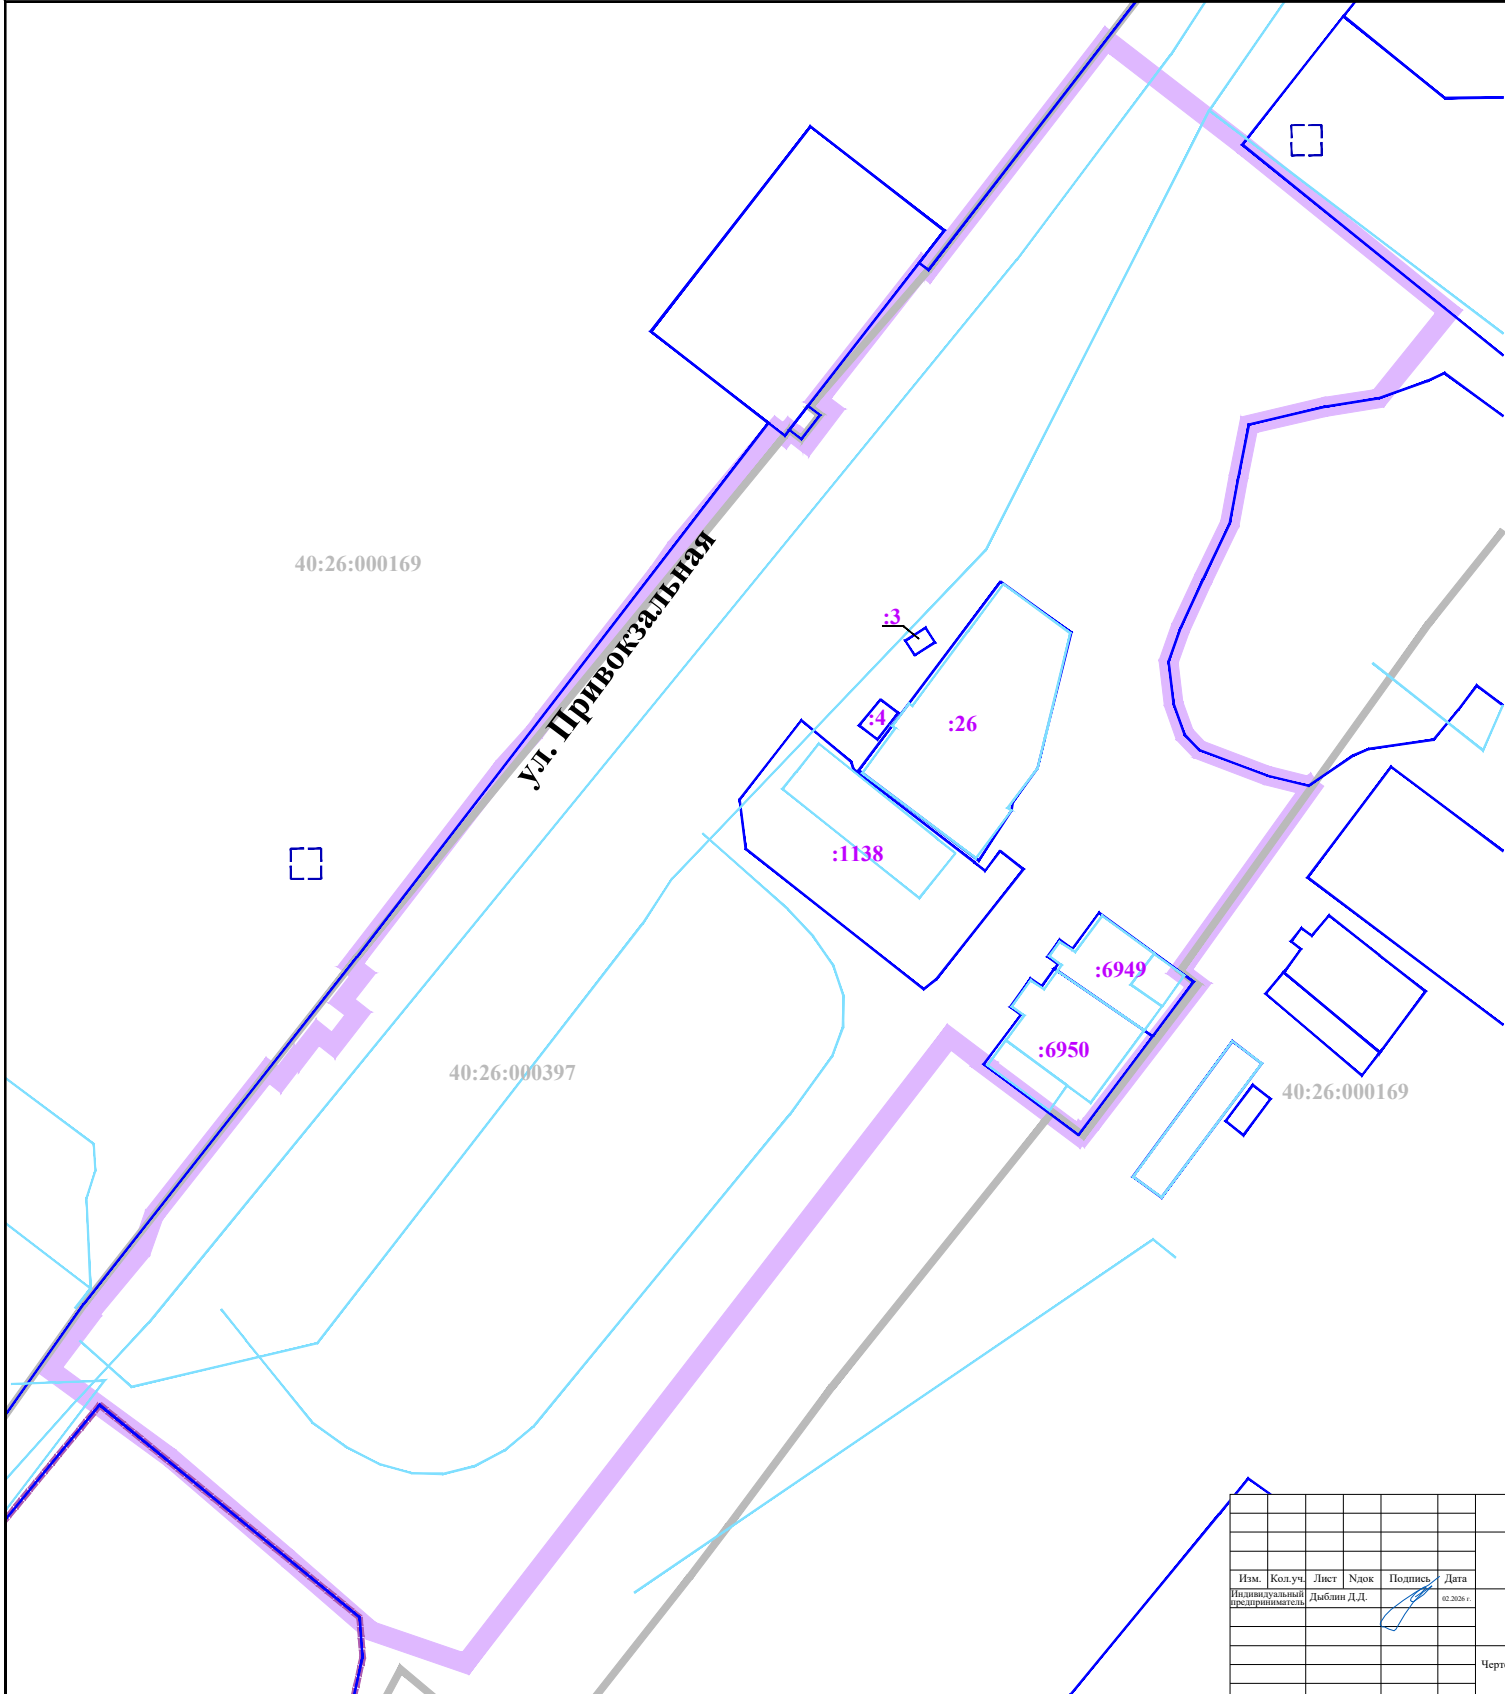 40:26:000169
ул. Привокзальная
:3
:4
:26
:1138
:6949
:6950
40:26:000397
40:26:000169
Изм. Кол.уч. Лист Nдок Подпись Дата
Индивидуальный
предприниматель
Дыблин Д.Д.
02.2026 г.
Черте